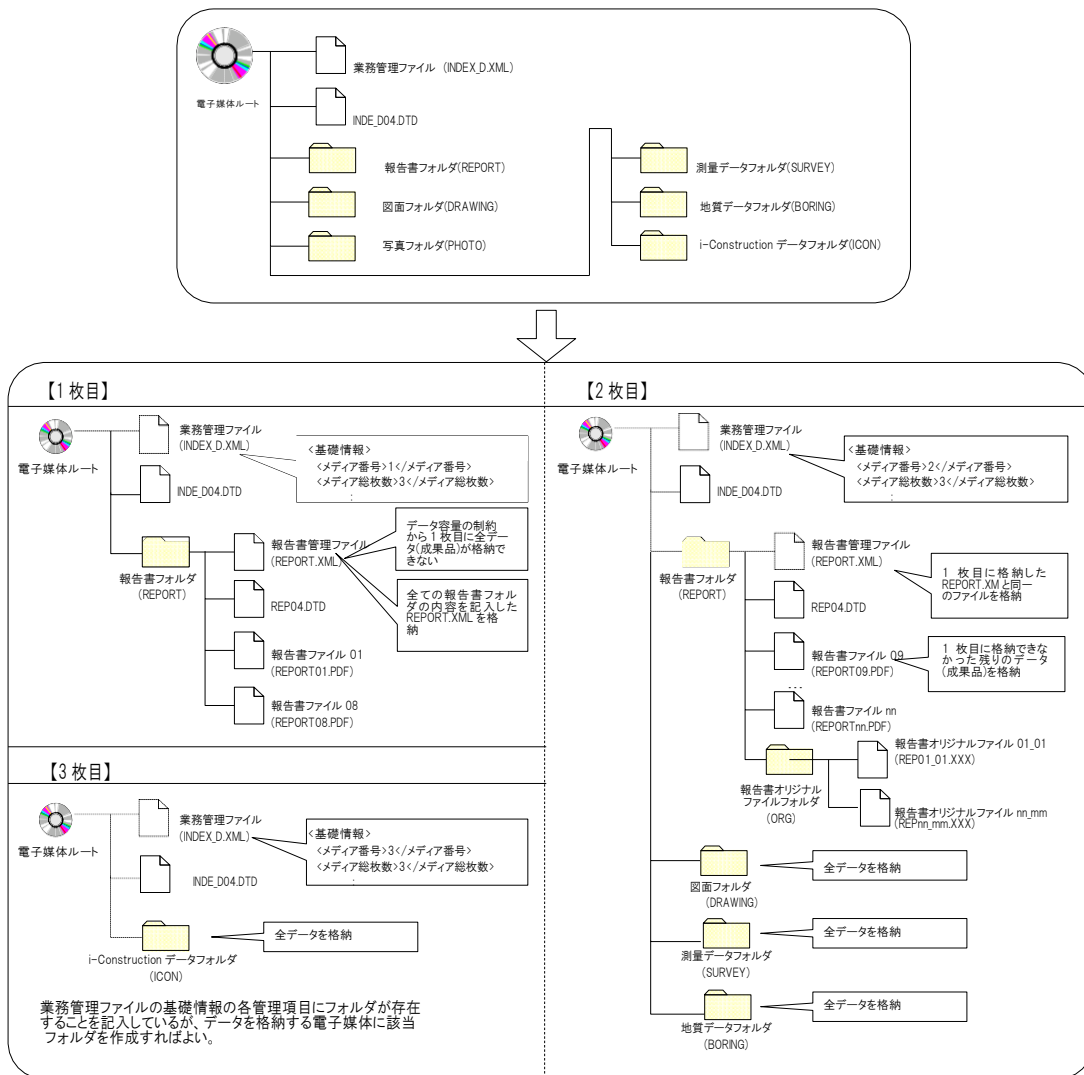 業務管理ファイル (INDEX_D.XML)
電子媒体ルート
INDE_D04.DTD
報告書フォルダ(REPORT)
図面フォルダ(DRAWING)
写真フォルダ(PHOTO)
測量データフォルダ(SURVEY)
地質データフォルダ(BORING)
i-Construction データフォルダ(ICON)
【1 枚目】
電子媒体ルート
業務管理ファイル
(INDEX_D.XML)
<基礎情報>
<メディア番号>1</メディア番号>
<メディア総枚数>3</メディア総枚数>
:
INDE_D04.DTD
報告書フォルダ
(REPORT)
報告書管理ファイル
(REPORT.XML)
データ容量の制約
から1枚目に全デー
タ(成果品)が格納で
きない
全ての報告書フォル
ダの内容を記入した
REPORT.XML を格
納
REP04.DTD
報告書ファイル 01
(REPORT01.PDF)
報告書ファイル 08
(REPORT08.PDF)
【3 枚目】
電子媒体ルート
業務管理ファイル
(INDEX_D.XML)
<基礎情報>
<メディア番号>3</メディア番号>
<メディア総枚数>3</メディア総枚数>
:
INDE_D04.DTD
i-Construction データフォルダ
(ICON)
全データを格納
業務管理ファイルの基礎情報の各管理項目にフォルダが存在
することを記入しているが、データを格納する電子媒体に該当
フォルダを作成すればよい。
【2 枚目】
電子媒体ルート
業務管理ファイル
(INDEX_D.XML)
<基礎情報>
<メディア番号>2</メディア番号>
<メディア総枚数>3</メディア総枚数>
:
INDE_D04.DTD
報告書フォルダ
(REPORT)
報告書管理ファイル
(REPORT.XML)
1 枚目に格納した
REPORT.XMと同一
のファイルを格納
REP04.DTD
報告書ファイル 09
(REPORT09.PDF)
1 枚目に格納できな
かった残りのデータ
(成果品)を格納
...
報告書ファイル nn
(REPORTnn.PDF)
報告書オリジナル
ファイルフォルダ
(ORG)
報告書オリジナルファイル 01_01
(REP01_01.XXX)
報告書オリジナルファイル nn_mm
(REPnn_mm.XXX)
図面フォルダ
(DRAWING)
全データを格納
測量データフォルダ
(SURVEY)
全データを格納
地質データフォルダ
(BORING)
全データを格納